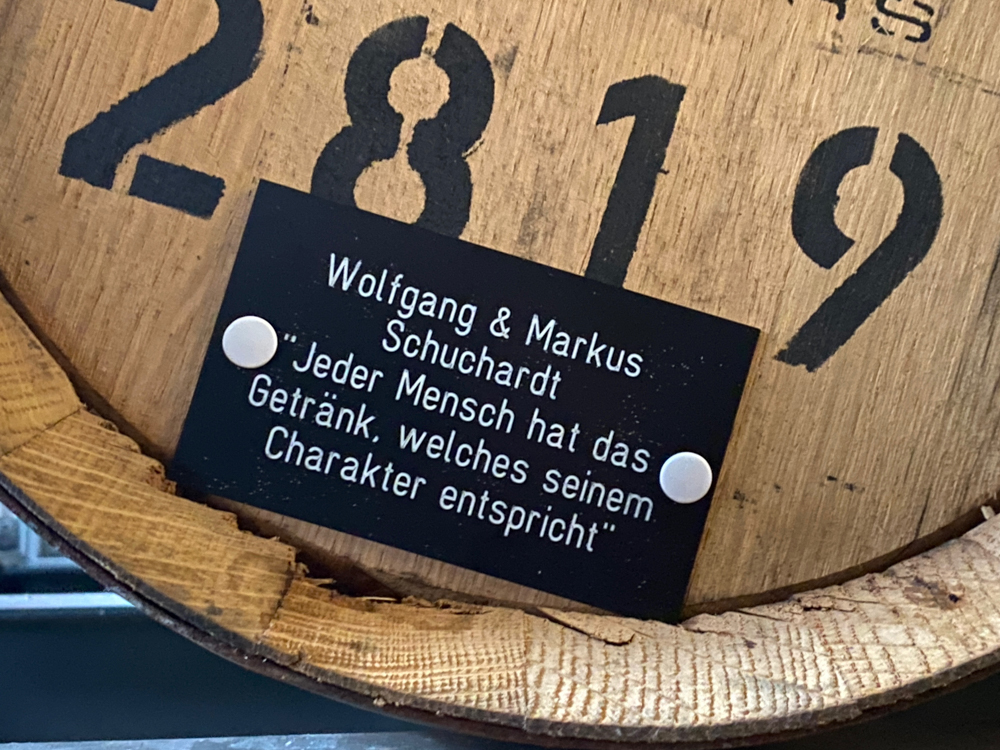 2819
Wolfgang & Markus
Schuchardt
"Jeder Mensch hat das
Getränk, welches seinem
Charakter entspricht"